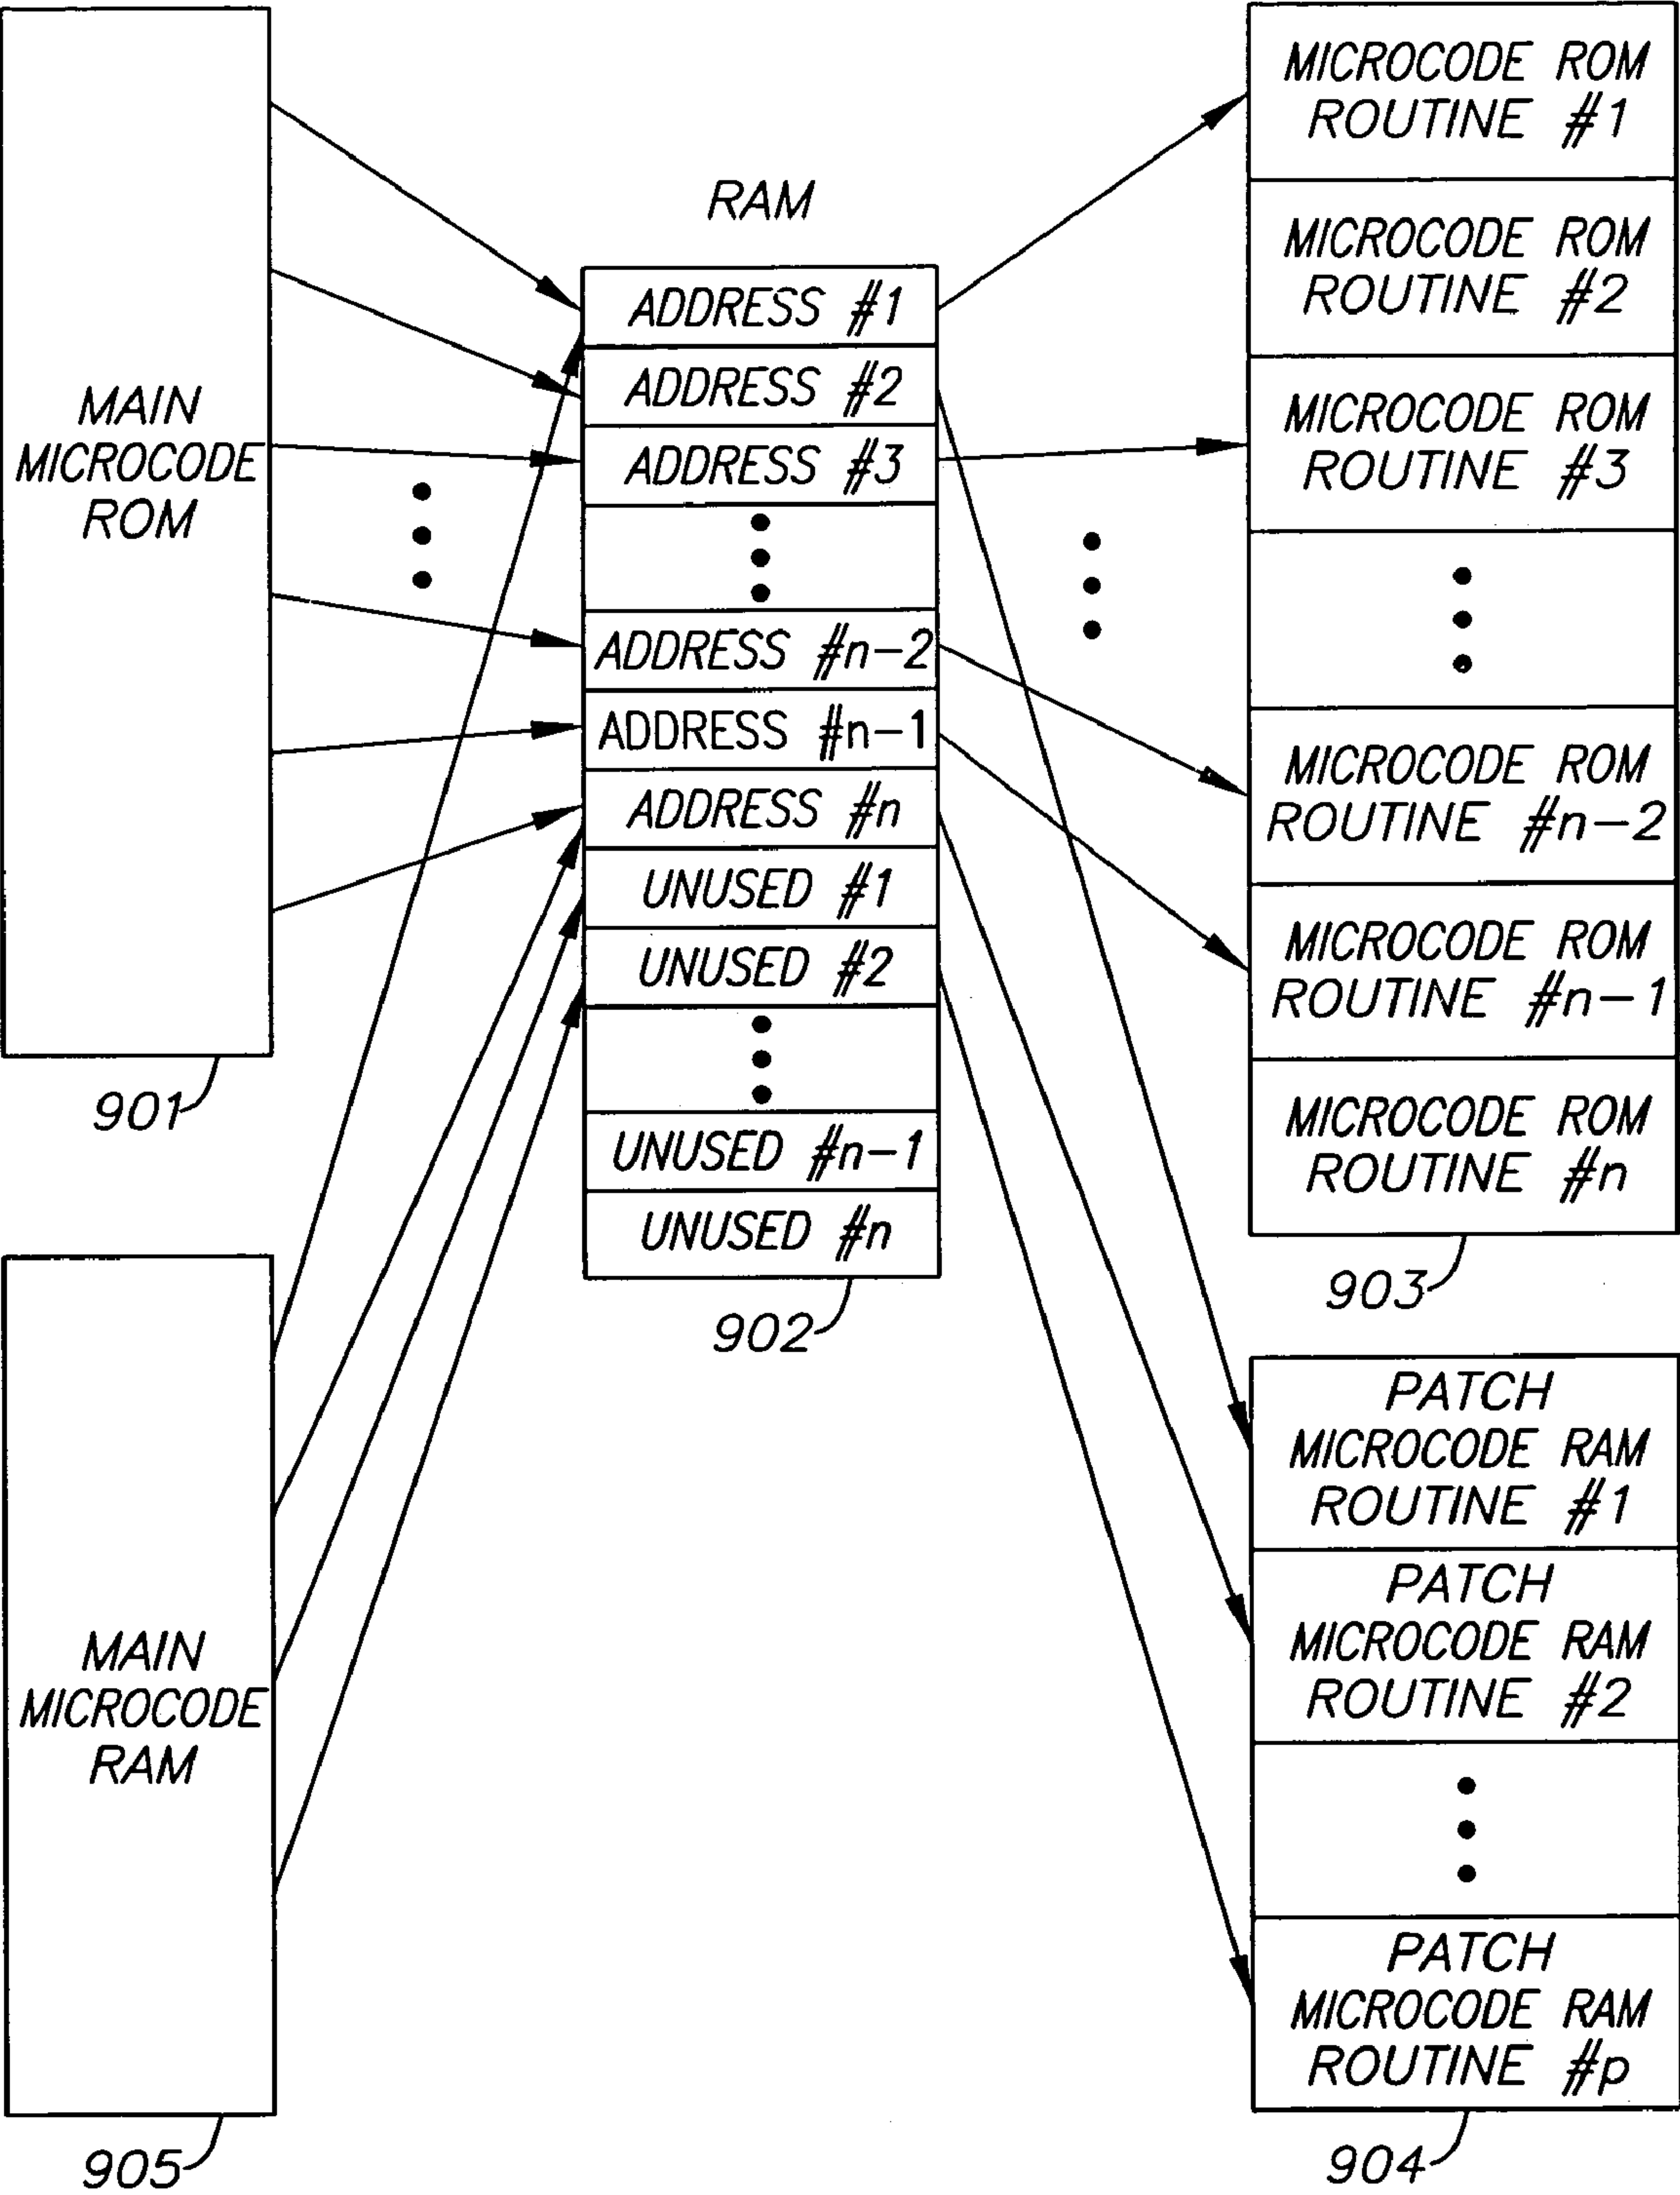 MAIN
MICROCODE
ROM
901
MAIN
MICROCODE
RAM
905
RAM
ADDRESS #1
ADDRESS #2
ADDRESS #3
ADDRESS #n-2
ADDRESS #n-1
ADDRESS #n
UNUSED #1
UNUSED #2
UNUSED #n-1
UNUSED #n
902
MICROCODE ROM
ROUTINE #1
MICROCODE ROM
ROUTINE #2
MICROCODE ROM
ROUTINE #3
MICROCODE ROM
ROUTINE #n-2
MICROCODE ROM
ROUTINE #n-1
MICROCODE ROM
ROUTINE #n
903
PATCH
MICROCODE RAM
ROUTINE #1
PATCH
MICROCODE RAM
ROUTINE #2
PATCH
MICROCODE RAM
ROUTINE #p
904